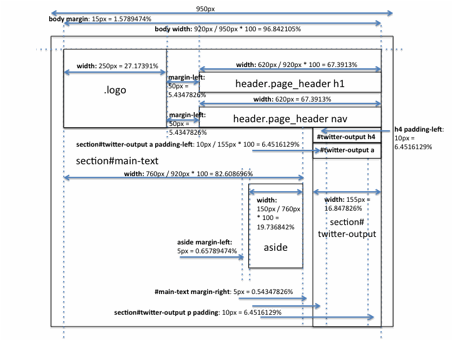 950px
body margin: 15px = 1.5789474%
body width: 920px / 950px * 100 = 96.842105%
width: 250px = 27.17391%
width: 620px / 920px * 100 = 67.3913%
.logo
margin-left:
50px =
5.4347826%
header.page_header h1
width: 620px = 67.3913%
margin-left:
50px =
5.4347826%
header.page_header nav
h4 padding-left:
10px =
6.4516129%
#twitter-output h4
section#twitter-output a padding-left: 10px / 155px * 100 = 6.4516129%
#twitter-output a
section#main-text
width: 760px / 920px * 100 = 82.608696%
width:
150px / 760px
* 100 =
19.736842%
width: 155px =
16.847826%
section#
twitter-output
aside
aside margin-left:
5px = 0.65789474%
#main-text margin-right: 5px = 0.54347826%
section#twitter-output p padding: 10px = 6.4516129%